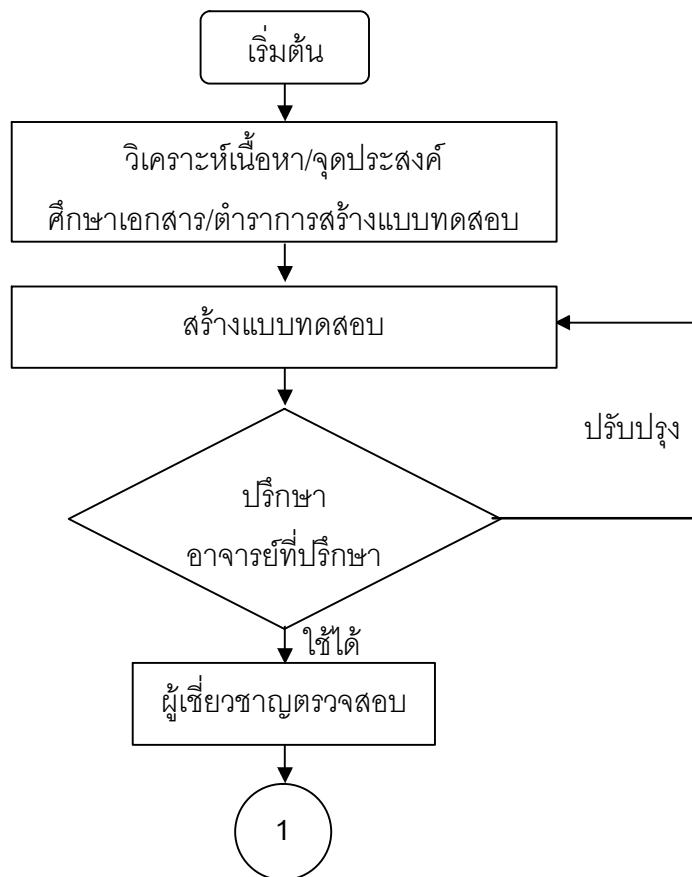 เริ่มต้น
วิเคราะห์เนื้อหา/จุดประสงค์
ศึกษาเอกสาร/ตำราการสร้างแบบทดสอบ
สร้างแบบทดสอบ
ปรับปรุง
ปรึกษา
อาจารย์ที่ปรึกษา
ใช้ได้
ผู้เชี่ยวชาญตรวจสอบ
1